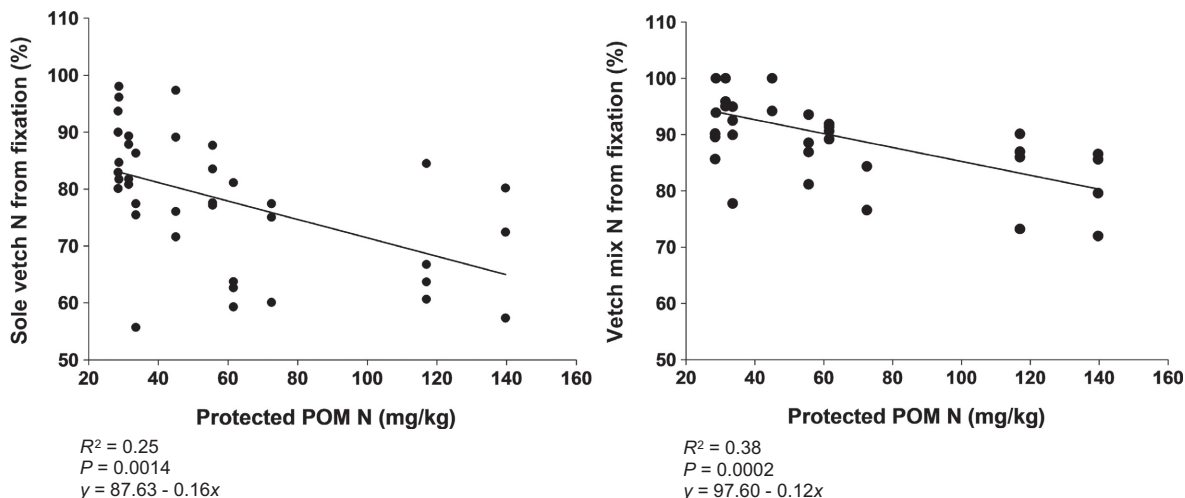 110
100
90
80
70
60
50
Sole vetch N from fixation (%)
20 40 60 80 100 120 140 160
Protected POM N (mg/kg)
R² = 0.25
P = 0.0014
y = 87.63 - 0.16x
110
100
90
80
70
60
50
Vetch mix N from fixation (%)
20 40 60 80 100 120 140 160
Protected POM N (mg/kg)
R² = 0.38
P = 0.0002
y = 97.60 - 0.12x